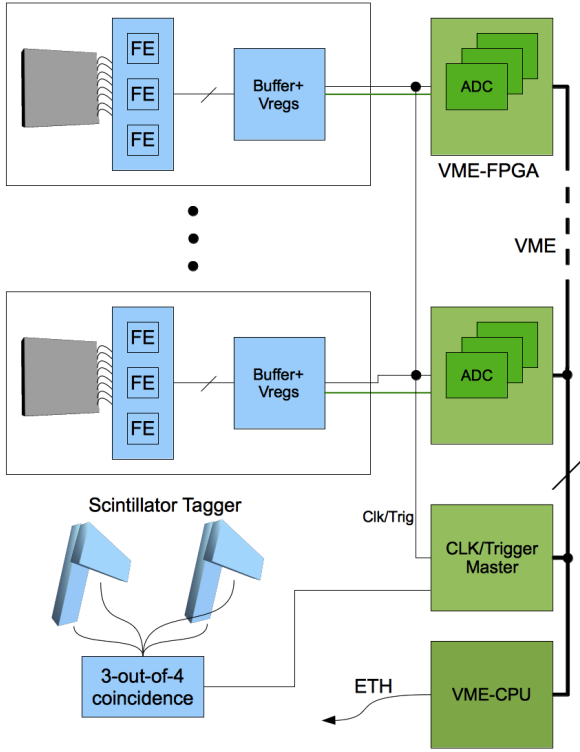 FE
FE
FE
Buffer+
Vregs
ADC
VME-FPGA
VME
FE
FE
FE
Buffer+
Vregs
ADC
Scintillator Tagger
Clk/Trig
CLK/Trigger
Master
3-out-of-4
coincidence
ETH
VME-CPU